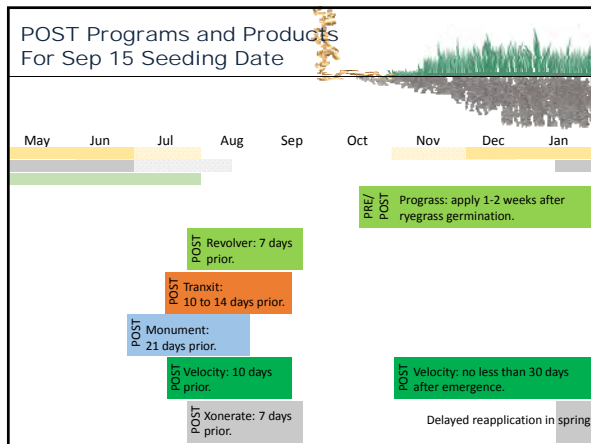 POST Programs and Products
For Sep 15 Seeding Date
May Jun Jul Aug Sep Oct Nov Dec Jan
PRE/
POST
Prograss: apply 1-2 weeks after
ryegrass germination.
POST
Revolver: 7 days
prior.
POST
Tranxit:
10 to 14 days prior.
POST
Monument:
21 days prior.
POST
Velocity: 10 days
prior.
POST
Velocity: no less than 30 days
after emergence.
POST
Xonerate: 7 days
prior.
Delayed reapplication in spring